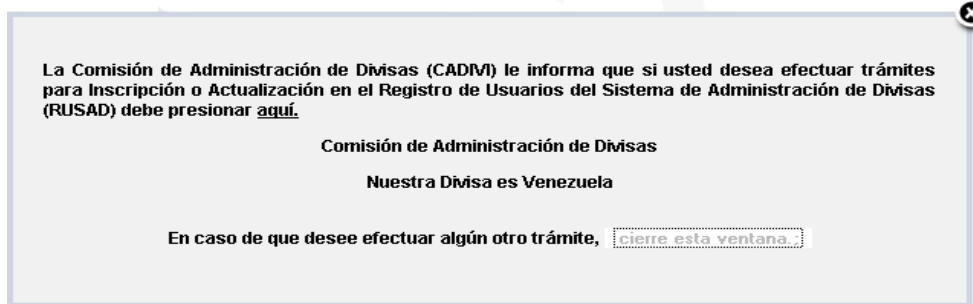 La Comisión de Administración de Divisas (CADIVI) le informa que si usted desea efectuar trámites
para Inscripción o Actualización en el Registro de Usuarios del Sistema de Administración de Divisas
(RUSAD) debe presionar aquí.
Comisión de Administración de Divisas
Nuestra Divisa es Venezuela
En caso de que desee efectuar algún otro trámite, cierre esta ventana.;